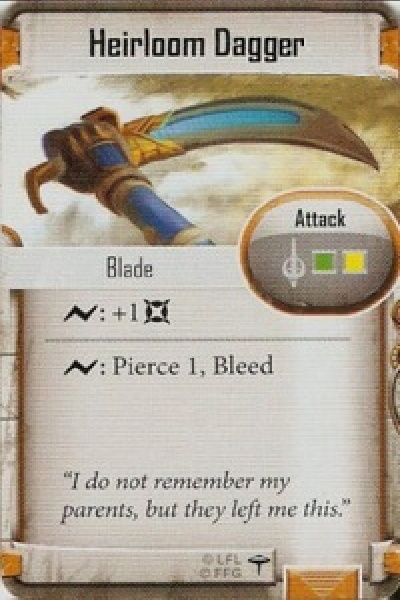 Heirloom Dagger
Attack
Blade
: +1
: Pierce 1, Bleed
“I do not remember my
parents, but they left me this.”
© LFL
© FFG